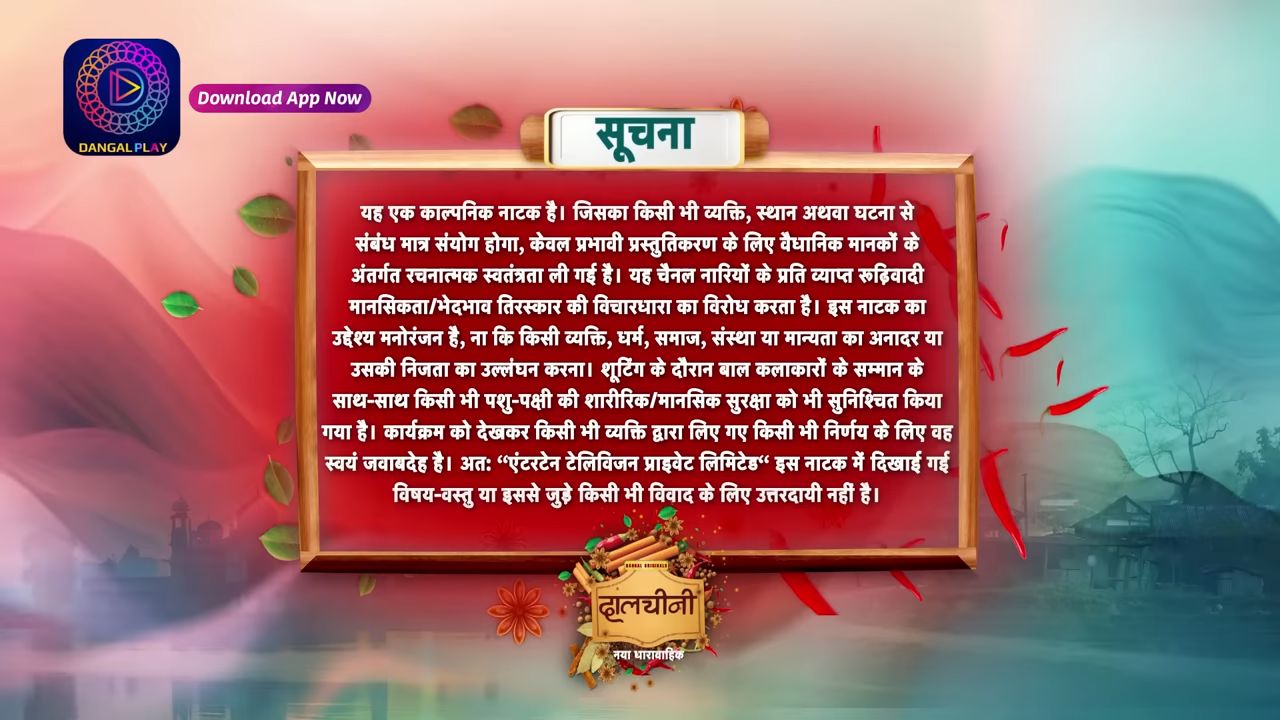 DANGAL PLAY
Download App Now
सूचना
यह एक काल्पनिक नाटक है। जिसका किसी भी व्यक्ति, स्थान अथवा घटना से
संबंध मात्र संयोग होगा, केवल प्रभावी प्रस्तुतिकरण के लिए वैधानिक मानकों के
अंतर्गत रचनात्मक स्वतंत्रता ली गई है। यह चैनल नारियों के प्रति व्याप्त रूढ़िवादी
मानसिकता/भेदभाव तिरस्कार की विचारधारा का विरोध करता है। इस नाटक का
उद्देश्य मनोरंजन है, ना कि किसी व्यक्ति, धर्म, समाज, संस्था या मान्यता का अनादर या
उसकी निजता का उल्लंघन करना। शूटिंग के दौरान बाल कलाकारों के सम्मान के
साथ-साथ किसी भी पशु-पक्षी की शारीरिक/मानसिक सुरक्षा को भी सुनिश्चित किया
गया है। कार्यक्रम को देखकर किसी भी व्यक्ति द्वारा लिए गए किसी भी निर्णय के लिए वह
स्वयं जवाबदेह है। अतः “एंटरटेन टेलिविजन प्राइवेट लिमिटेड“ इस नाटक में दिखाई गई
विषय-वस्तु या इससे जुड़े किसी भी विवाद के लिए उत्तरदायी नहीं है।
DANGAL ORIGINALS
दालचीनी
नया धारावाहिक